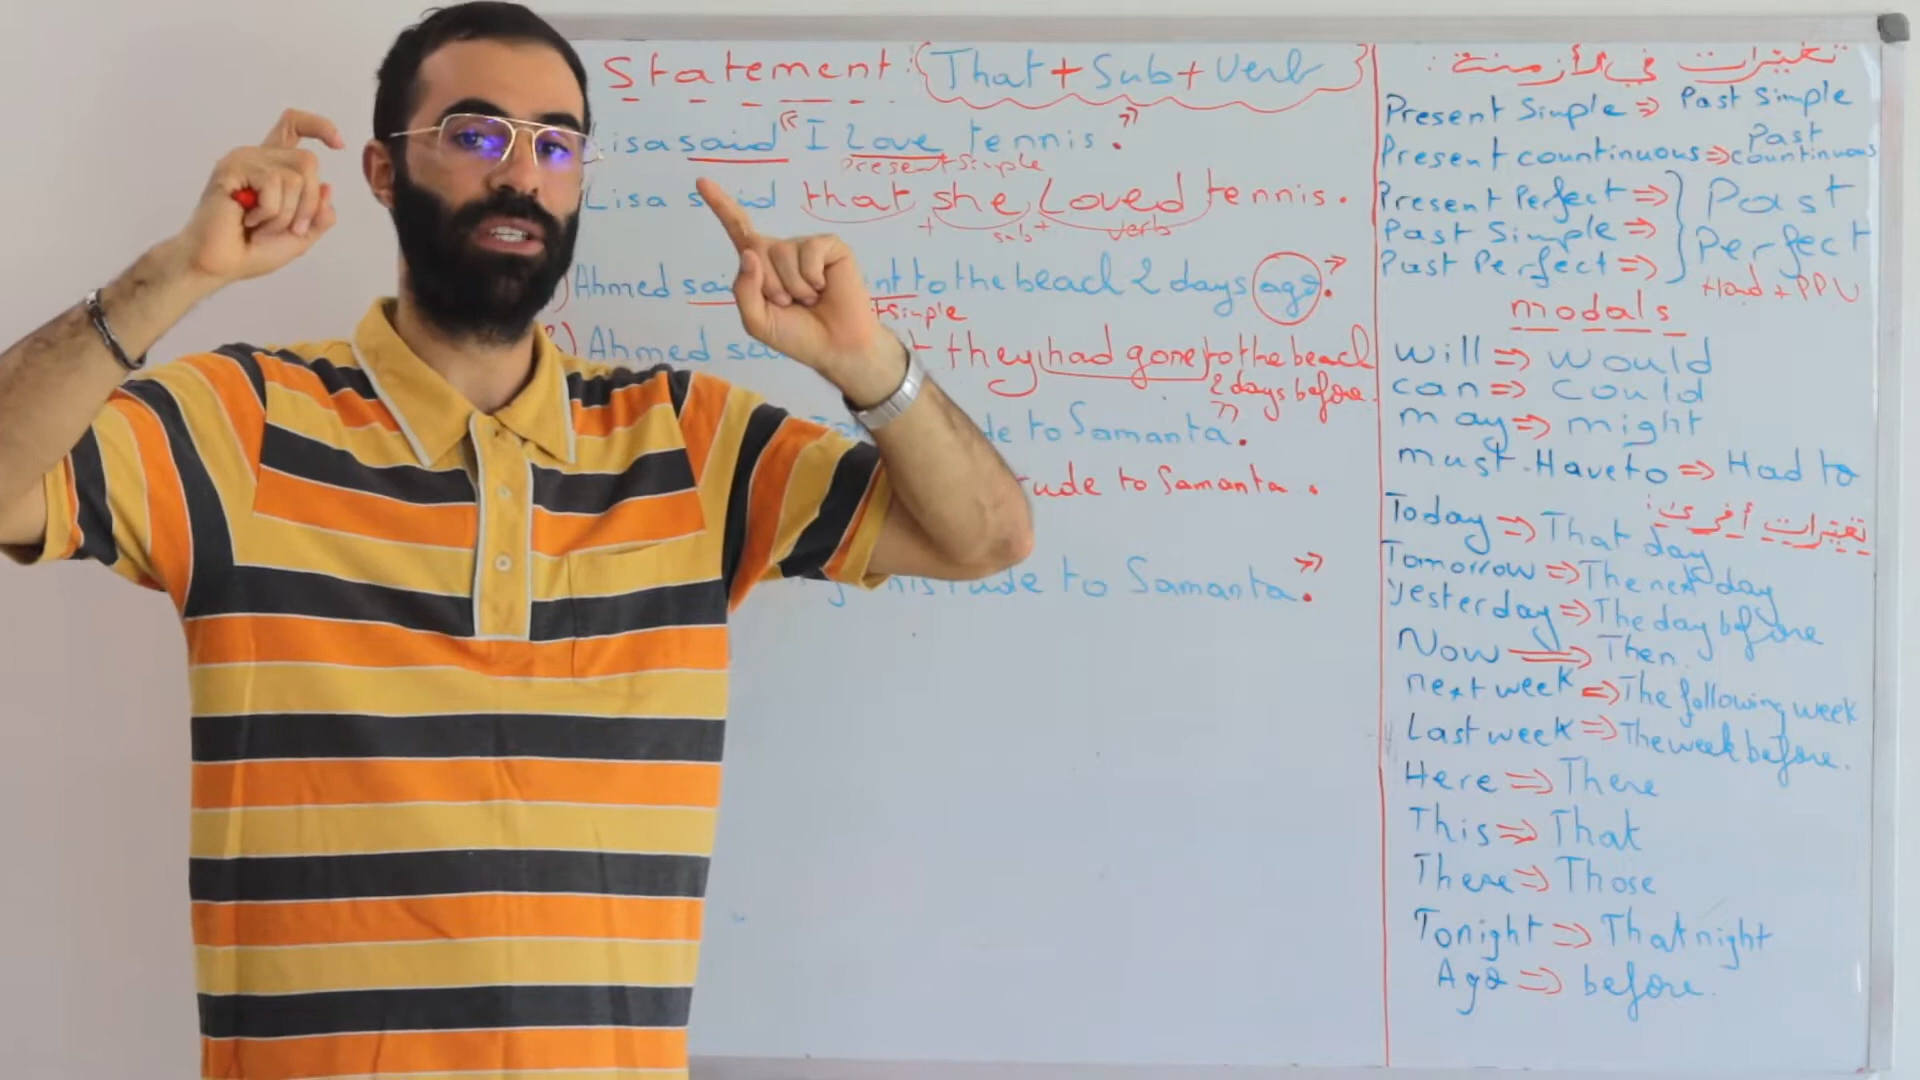 Statement: That + Sub + Verb
Lisa said "I Love tennis."
Present Simple
Lisa said that she Loved tennis.
+ sub + verb
1) Ahmed to the beach 2 days ago."
Simple
2) Ahmed they had gone to the beach
2 days before.
to Samanta."
to Samanta.
rude to Samanta."
تغيرات في الأزمنة :
Present Simple => Past Simple
Present countinuous => Past countinuous
Present Perfect =>
Past Simple =>
Past Perfect =>
Past Perfect
Had + PPV
modals
will => would
can => Could
may => might
must - Have to => Had to
تغيرات أخرى :
Today => That day
Tomorrow => The next day
yesterday => The day before
Now => Then.
next week => The following week
Last week => The week before.
Here => There
This => That
These => Those
Tonight => That night
Ago => before.